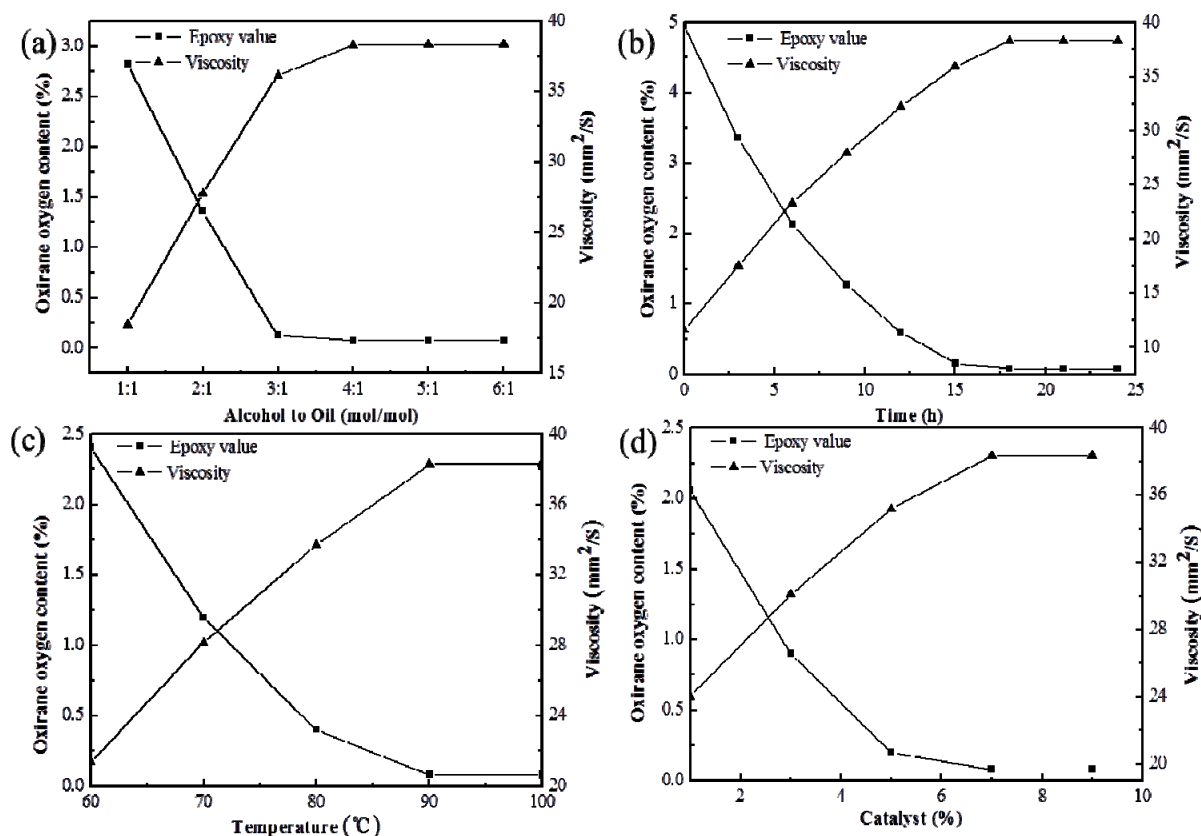 (a)
Epoxy value
Viscosity
3.0
2.5
2.0
1.5
1.0
0.5
0.0
Oxirane oxygen content (%)
40
35
30
25
20
15
Viscosity (mm²/S)
1:1 2:1 3:1 4:1 5:1 6:1
Alcohol to Oil (mol/mol)
(b)
Epoxy value
Viscosity
5
4
3
2
1
0
Oxirane oxygen content (%)
40
35
30
25
20
15
10
Viscosity (mm²/S)
0 5 10 15 20 25
Time (h)
(c)
Epoxy value
Viscosity
2.5
2.0
1.5
1.0
0.5
0.0
Oxirane oxygen content (%)
40
36
32
28
24
20
Viscosity (mm²/S)
60 70 80 90 100
Temperature (℃)
(d)
Epoxy value
Viscosity
2.5
2.0
1.5
1.0
0.5
0.0
Oxirane oxygen content (%)
40
36
32
28
24
20
Viscosity (mm²/S)
2 4 6 8 10
Catalyst (%)